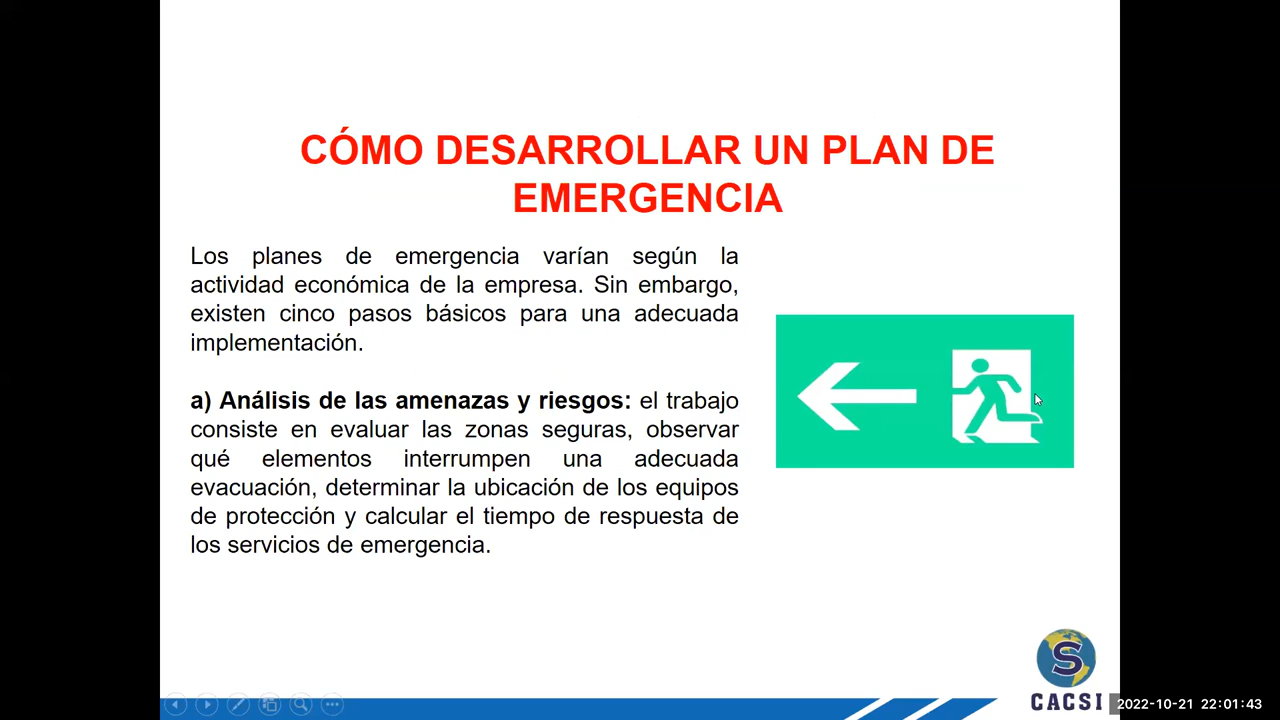 CÓMO DESARROLLAR UN PLAN DE
EMERGENCIA
Los planes de emergencia varían según la
actividad económica de la empresa. Sin embargo,
existen cinco pasos básicos para una adecuada
implementación.
a) Análisis de las amenazas y riesgos: el trabajo
consiste en evaluar las zonas seguras, observar
qué elementos interrumpen una adecuada
evacuación, determinar la ubicación de los equipos
de protección y calcular el tiempo de respuesta de
los servicios de emergencia.
S
CACSI
2022-10-21 22:01:43